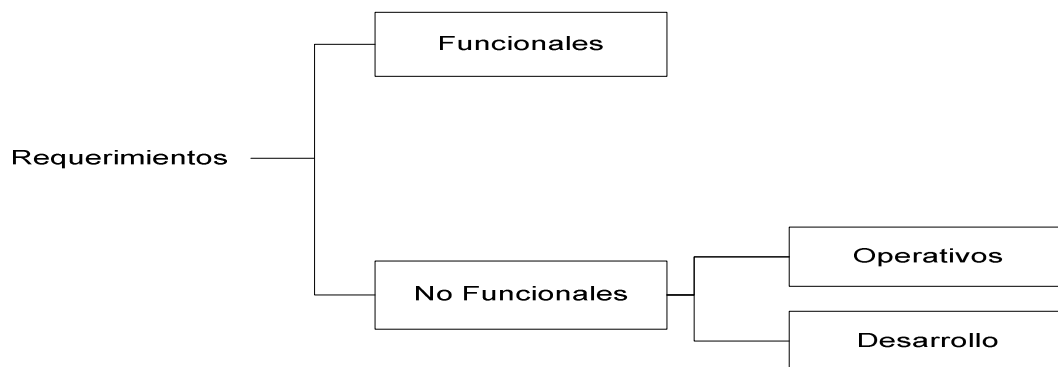 Funcionales
Requerimientos
No Funcionales
Operativos
Desarrollo